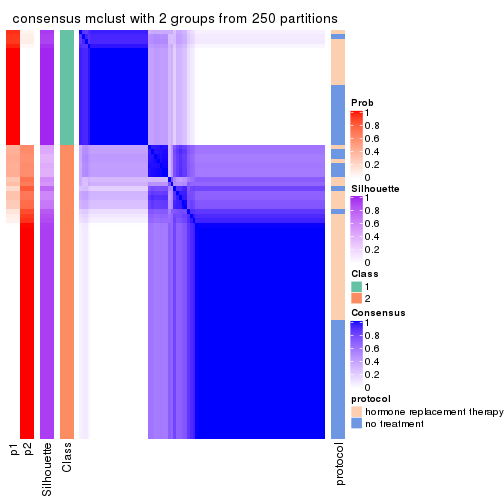 consensus mclust with 2 groups from 250 partitions
Prob
1
0.8
0.6
0.4
0.2
0
Silhouette
1
0.8
0.6
0.4
0.2
0
Class
1
2
Consensus
1
0.8
0.6
0.4
0.2
0
protocol
hormone replacement therapy
no treatment
p1
p2
Silhouette
Class
protocol